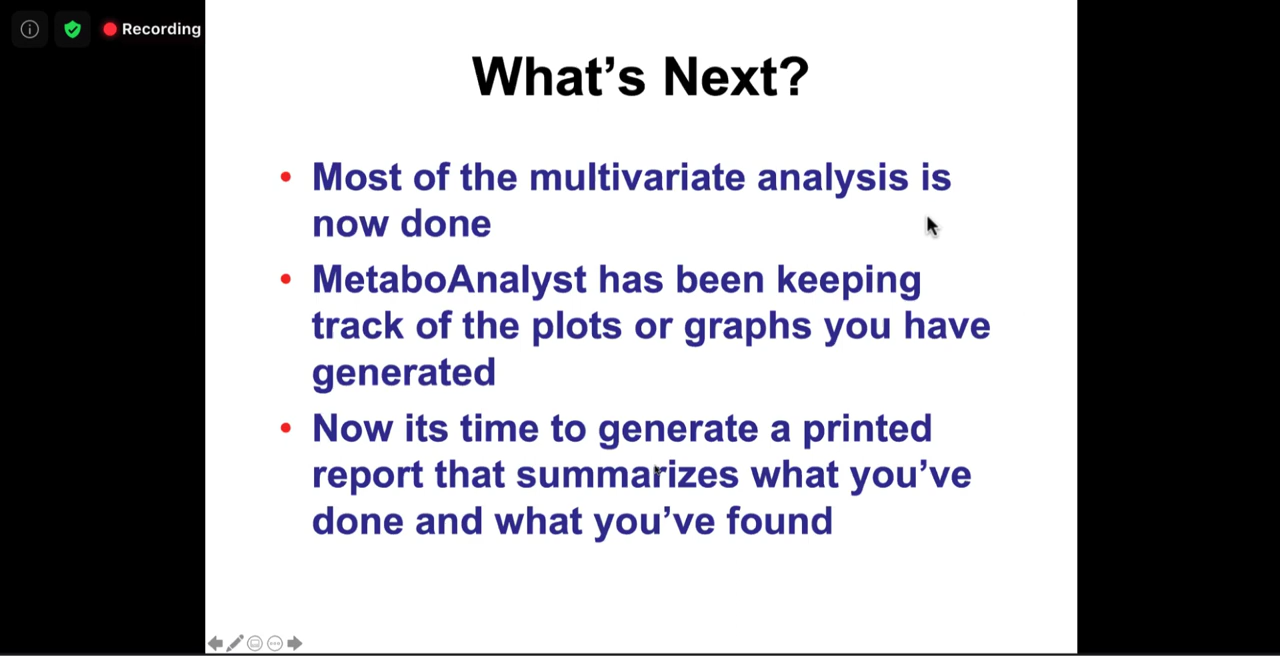 Recording
What’s Next?
• Most of the multivariate analysis is
now done
• MetaboAnalyst has been keeping
track of the plots or graphs you have
generated
• Now its time to generate a printed
report that summarizes what you’ve
done and what you’ve found